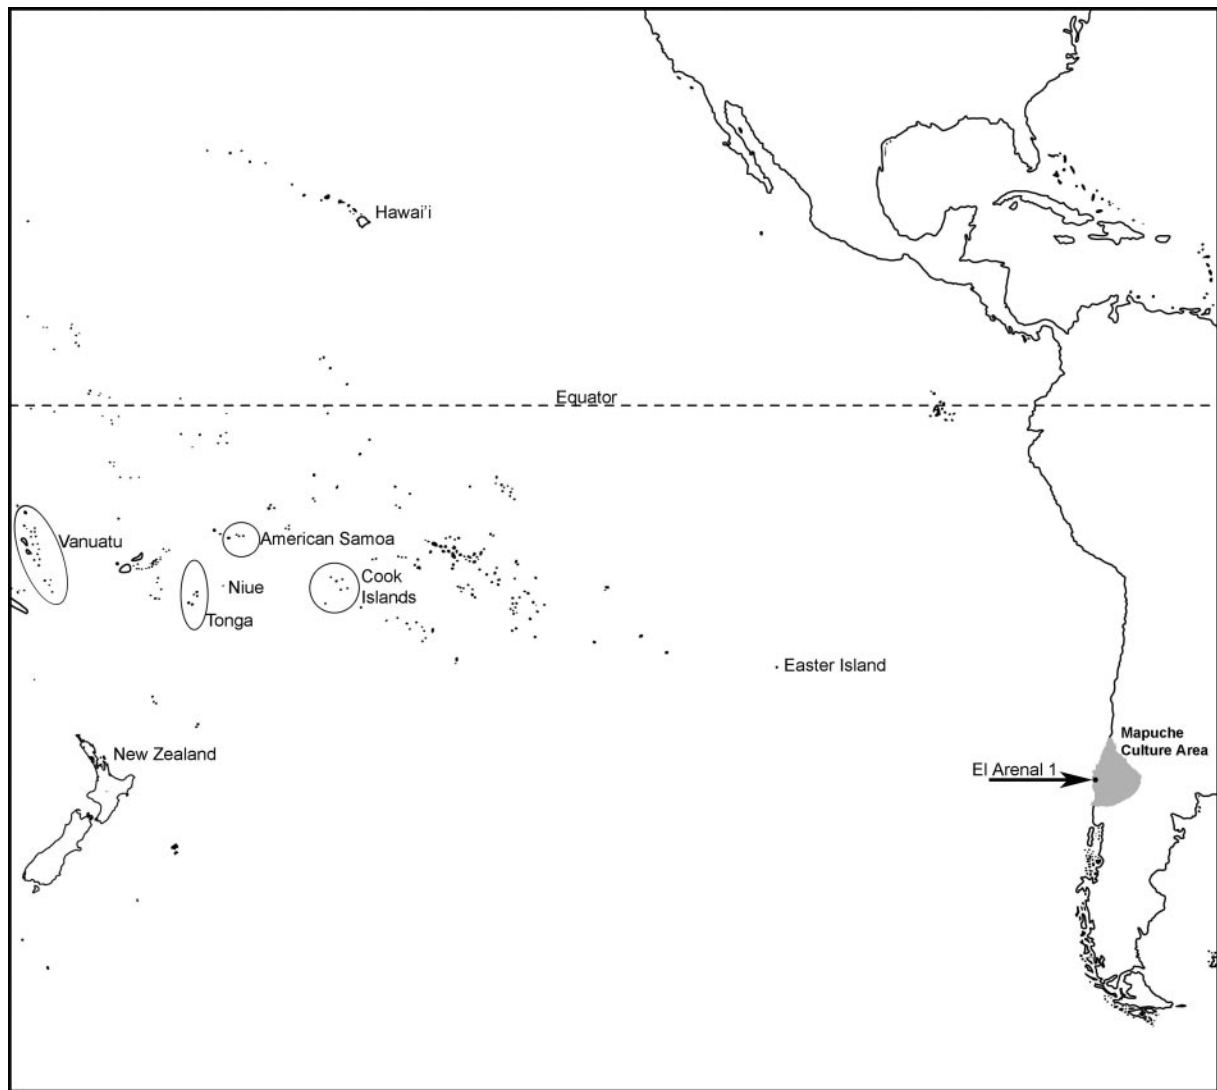 Hawai'i
Equator
Vanuatu
American Samoa
Niue
Cook
Islands
Tonga
Easter Island
New Zealand
Mapuche
Culture Area
El Arenal 1